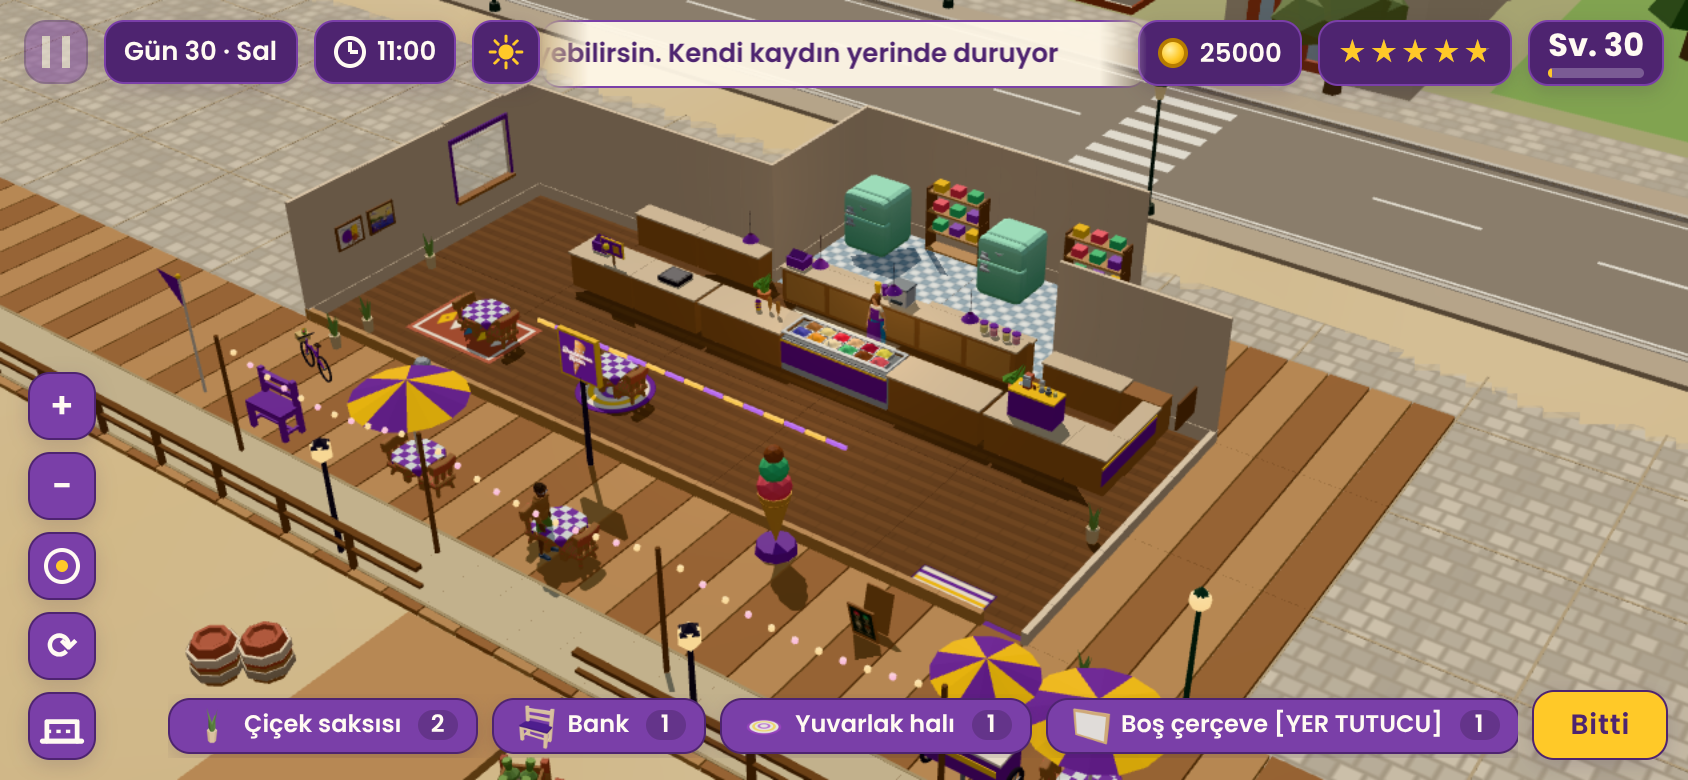 Gün 30 · Sal
11:00
ebilirsin. Kendi kaydın yerinde duruyor
25000
Sv. 30
Çiçek saksısı 2
Bank 1
Yuvarlak halı 1
Boş çerçeve [YER TUTUCU] 1
Bitti